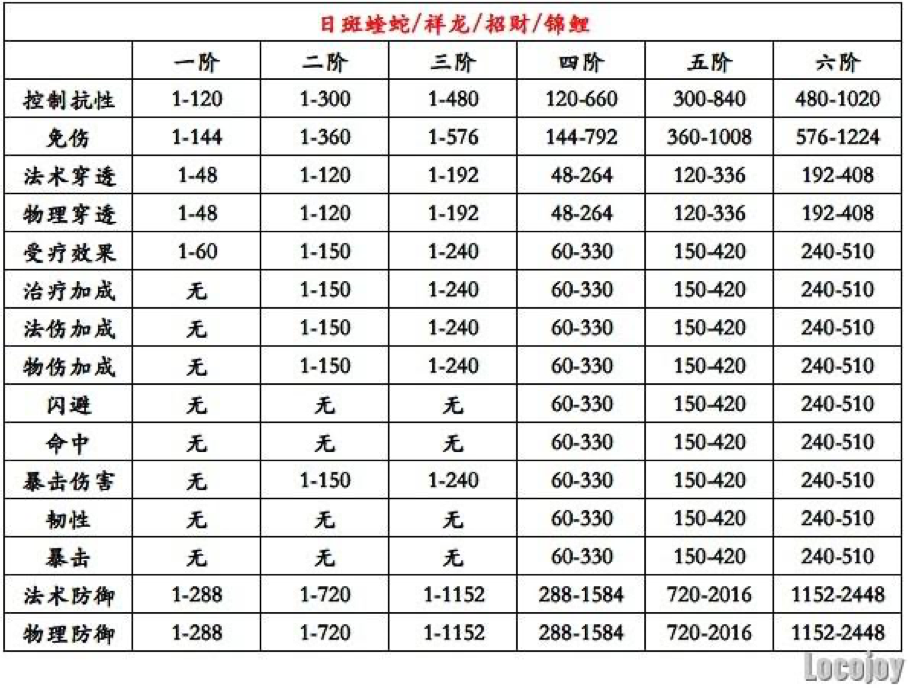 日斑蝰蛇/祥龙/招财/锦鲤
一阶 二阶 三阶 四阶 五阶 六阶
控制抗性 1-120 1-300 1-480 120-660 300-840 480-1020
免伤 1-144 1-360 1-576 144-792 360-1008 576-1224
法术穿透 1-48 1-120 1-192 48-264 120-336 192-408
物理穿透 1-48 1-120 1-192 48-264 120-336 192-408
受疗效果 1-60 1-150 1-240 60-330 150-420 240-510
治疗加成 无 1-150 1-240 60-330 150-420 240-510
法伤加成 无 1-150 1-240 60-330 150-420 240-510
物伤加成 无 1-150 1-240 60-330 150-420 240-510
闪避 无 无 无 60-330 150-420 240-510
命中 无 无 无 60-330 150-420 240-510
暴击伤害 无 1-150 1-240 60-330 150-420 240-510
韧性 无 无 无 60-330 150-420 240-510
暴击 无 无 无 60-330 150-420 240-510
法术防御 1-288 1-720 1-1152 288-1584 720-2016 1152-2448
物理防御 1-288 1-720 1-1152 288-1584 720-2016 1152-2448
Locojoy